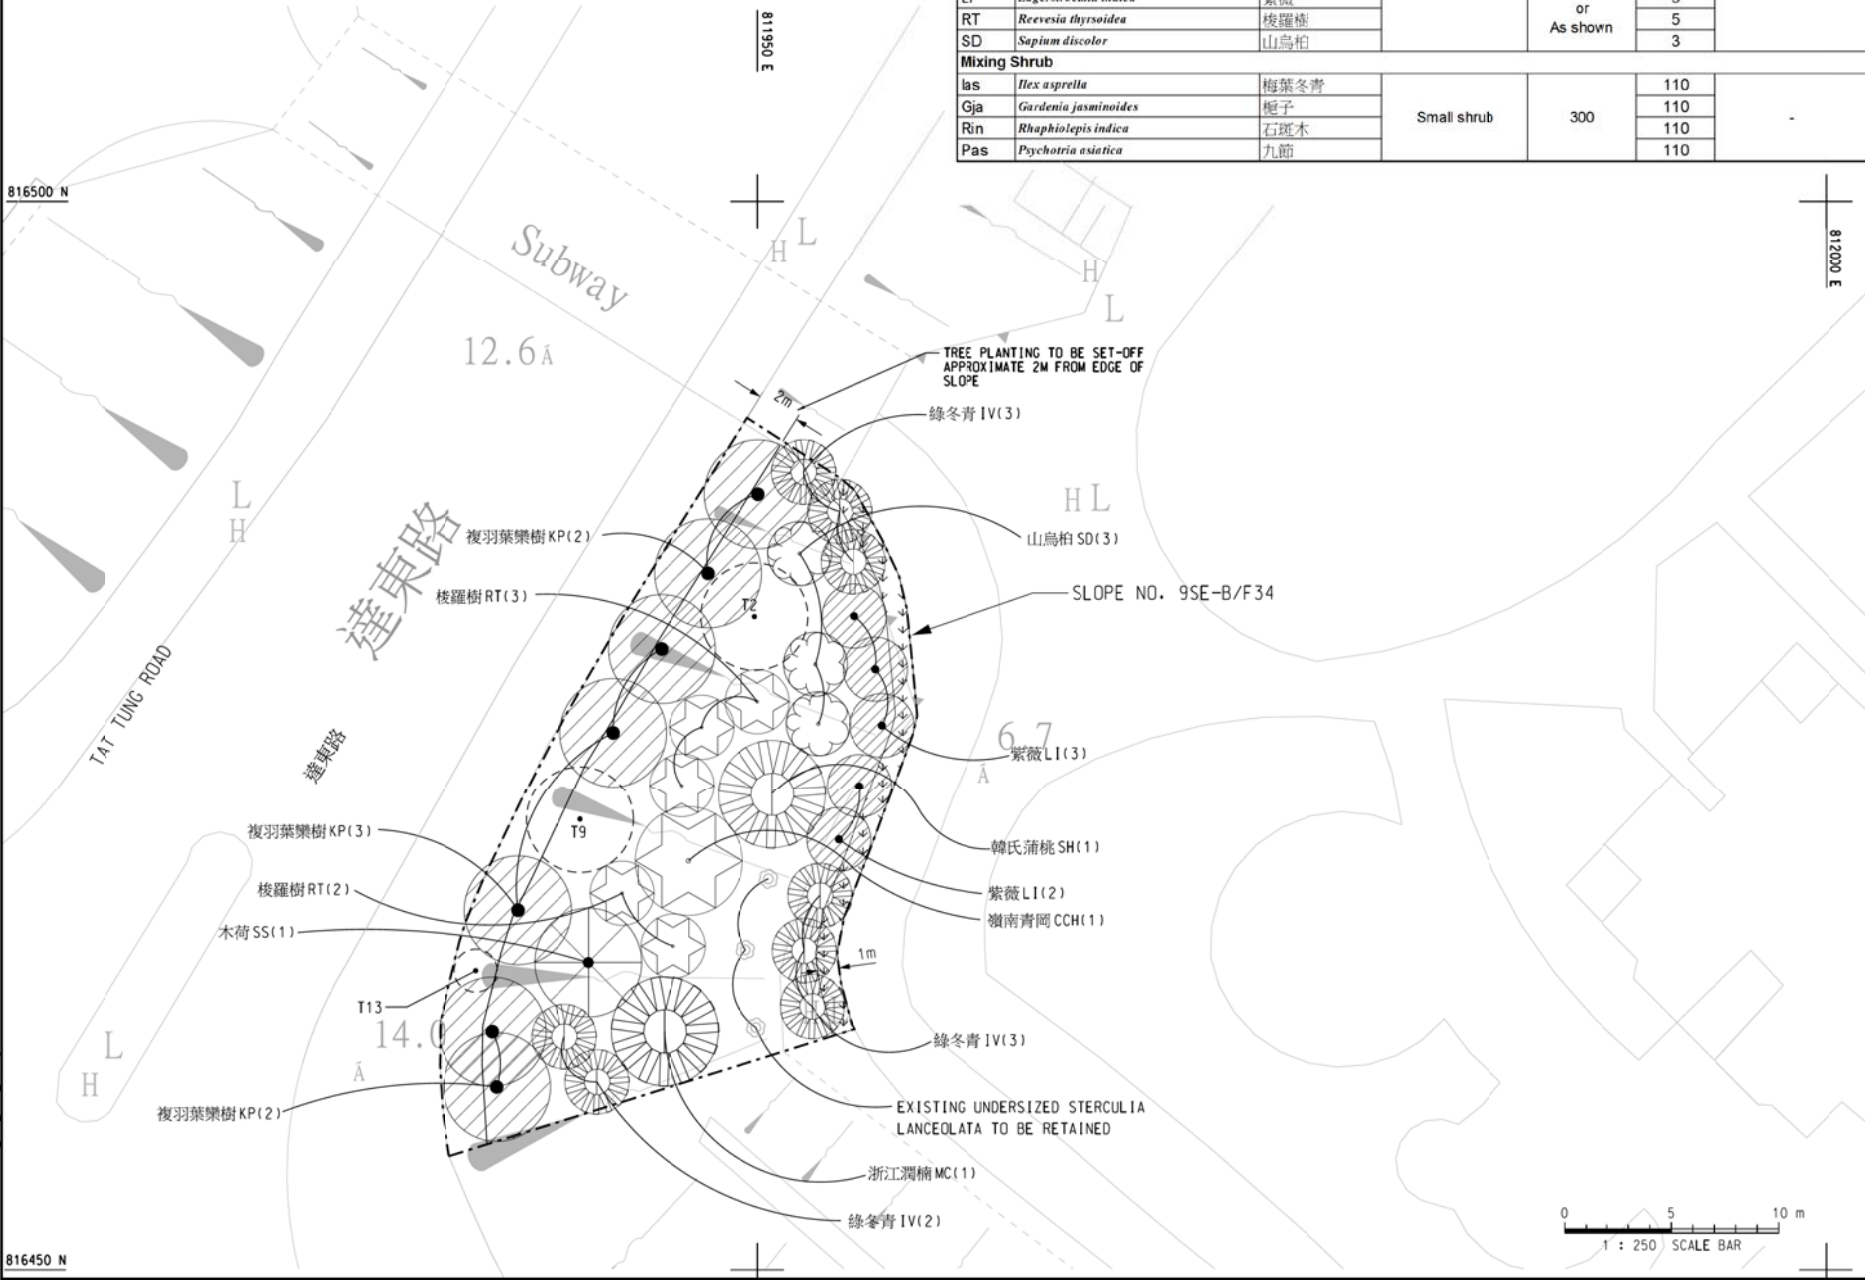 or
As shown
RT Reevesia thyrsoidea 梭羅樹 5
SD Sapium discolor 山烏桕 3
Mixing Shrub
Ias Ilex asprella 梅葉冬青 110
Gja Gardenia jasminoides 梔子 110
Small shrub 300 -
Rin Rhaphiolepis indica 石斑木 110
Pas Psychotria asiatica 九節 110
811950 E
816500 N
812000 E
Subway
L
H
H
L
12.6
TREE PLANTING TO BE SET-OFF
APPROXIMATE 2M FROM EDGE OF
SLOPE
2m
綠冬青 IV(3)
L
H
H L
達東路
複羽葉欒樹 KP(2)
山烏桕 SD(3)
梭羅樹 RT(3)
T2
SLOPE NO. 9SE-B/F34
TAT TUNG ROAD
達東路
6.7
紫薇 LI(3)
T9
複羽葉欒樹 KP(3)
韓氏蒲桃 SH(1)
梭羅樹 RT(2)
紫薇 LI(2)
木荷 SS(1)
嶺南青岡 CCH(1)
1m
T13
14.0
L
H
綠冬青 IV(3)
複羽葉欒樹 KP(2)
EXISTING UNDERSIZED STERCULIA
LANCEOLATA TO BE RETAINED
浙江潤楠 MC(1)
綠冬青 IV(2)
0 5 10 m
1 : 250 SCALE BAR
816450 N